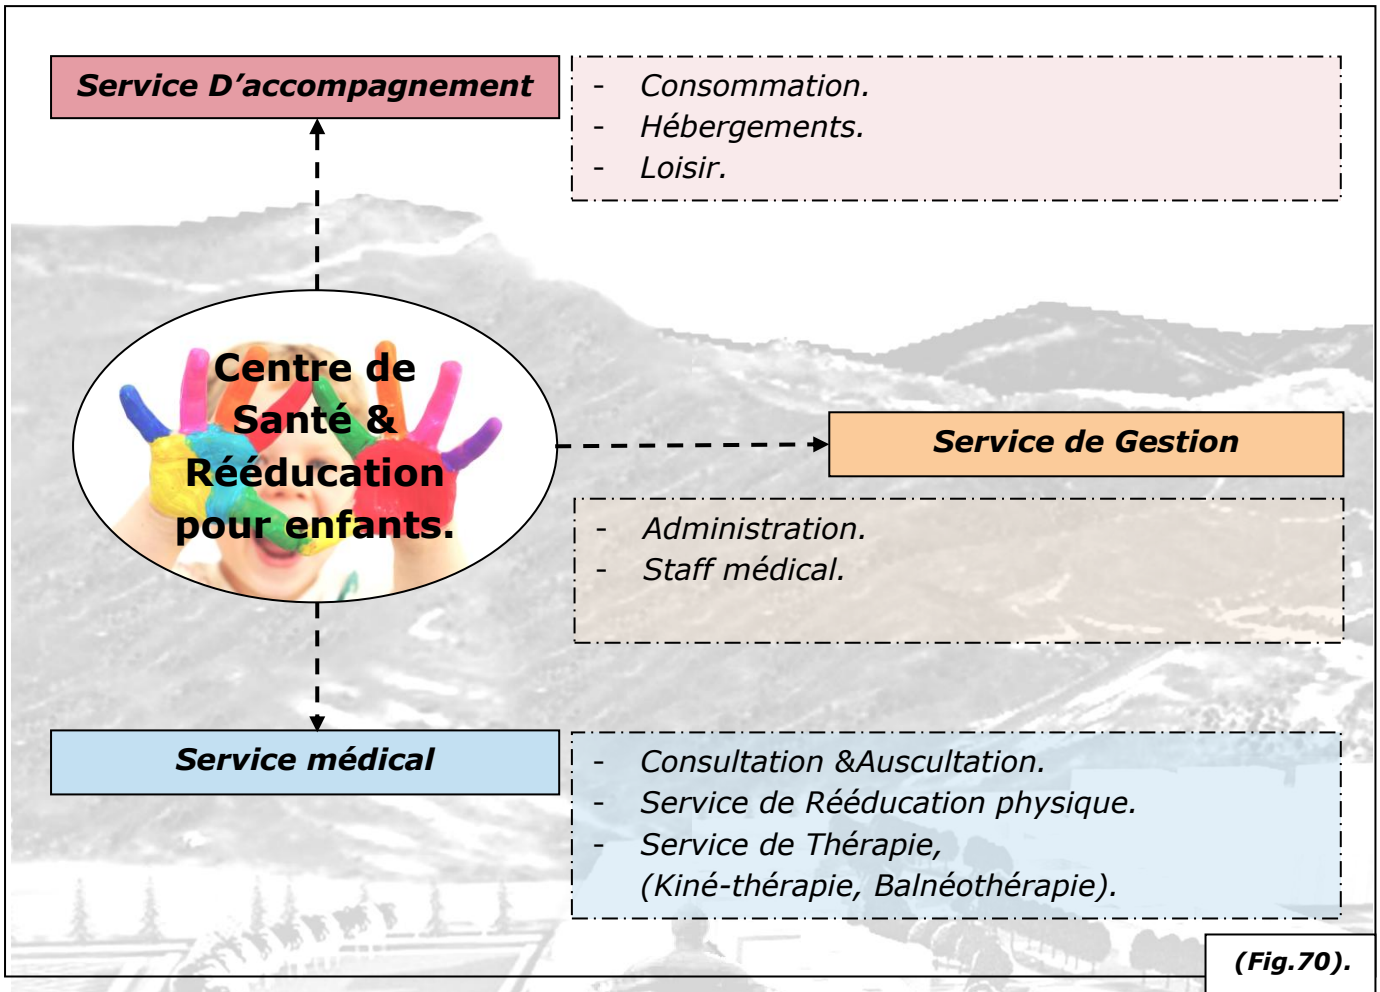 Service D’accompagnement
- Consommation.
- Hébergements.
- Loisir.
Centre de
Santé &
Rééducation
pour enfants.
Service de Gestion
- Administration.
- Staff médical.
Service médical
- Consultation &Auscultation.
- Service de Rééducation physique.
- Service de Thérapie,
(Kiné-thérapie, Balnéothérapie).
(Fig.70).